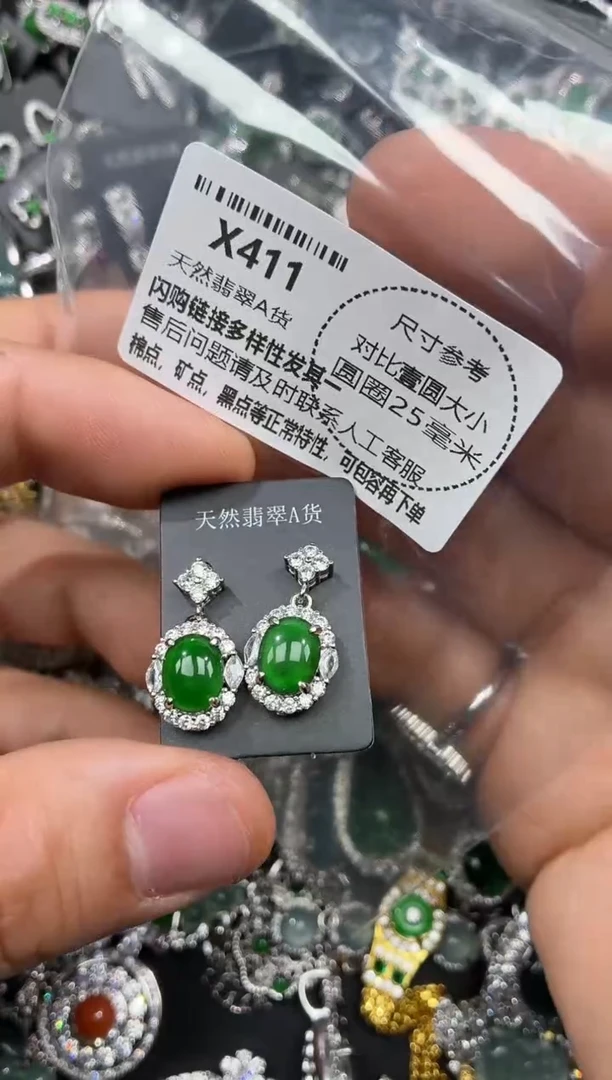 X411
天然翡翠A货
闪购链接多样性发其一
售后问题请及时联系人工客服
棉点，矿点，黑点等正常特性，可包容再下单
尺寸参考
对比壹圆大小
圆圈25毫米
天然翡翠A货